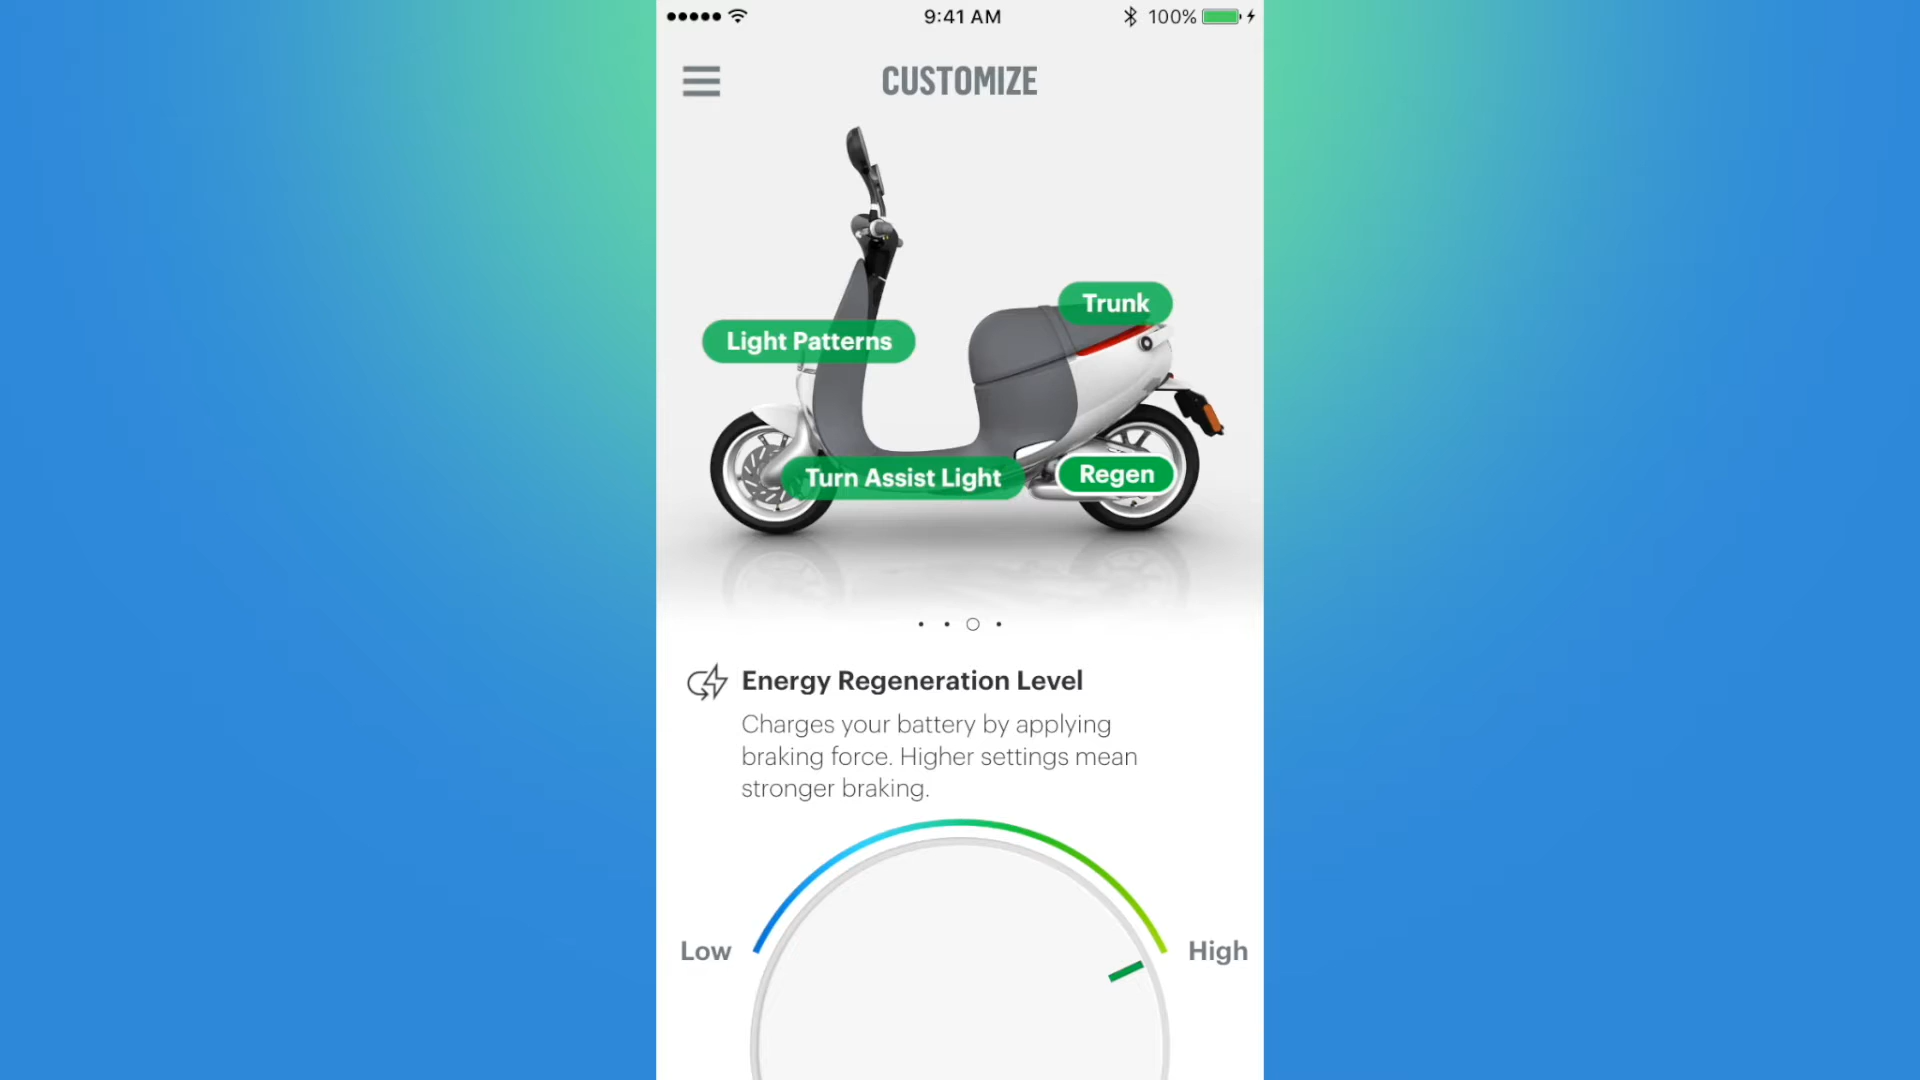 9:41 AM
100%
CUSTOMIZE
Trunk
Light Patterns
Turn Assist Light
Regen
Energy Regeneration Level
Charges your battery by applying
braking force. Higher settings mean
stronger braking.
Low
High